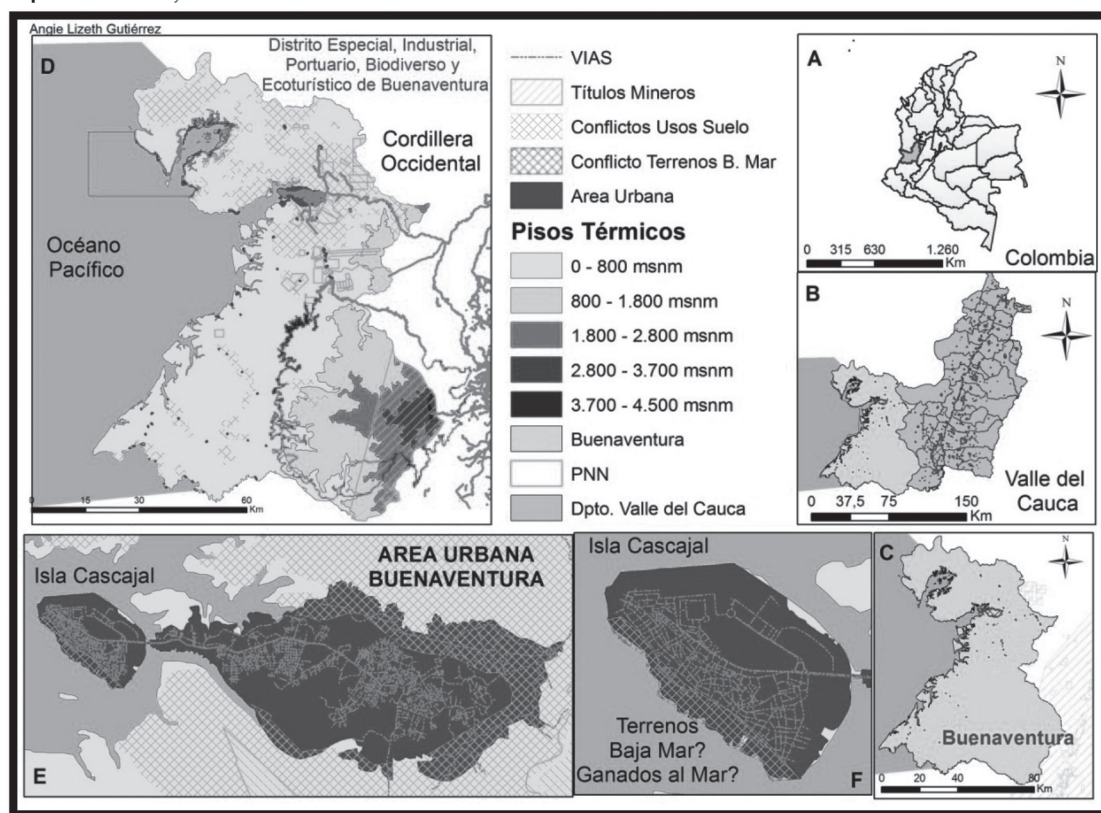 Angie Lizeth Gutiérrez
D
Distrito Especial, Industrial,
Portuario, Biodiverso y
Ecoturístico de Buenaventura
Cordillera
Occidental
Océano
Pacífico
0 15 30 60
Km
VIAS
Títulos Mineros
Conflictos Usos Suelo
Conflicto Terrenos B. Mar
Area Urbana
Pisos Térmicos
0 - 800 msnm
800 - 1.800 msnm
1.800 - 2.800 msnm
2.800 - 3.700 msnm
3.700 - 4.500 msnm
Buenaventura
PNN
Dpto. Valle del Cauca
A
N
0 315 630 1.260
Km
Colombia
B
N
Valle del
Cauca
0 37,5 75 150
Km
Isla Cascajal
AREA URBANA
BUENAVENTURA
E
Isla Cascajal
Terrenos
Baja Mar?
Ganados al Mar?
F
C
N
Buenaventura
0 20 40 80
Km